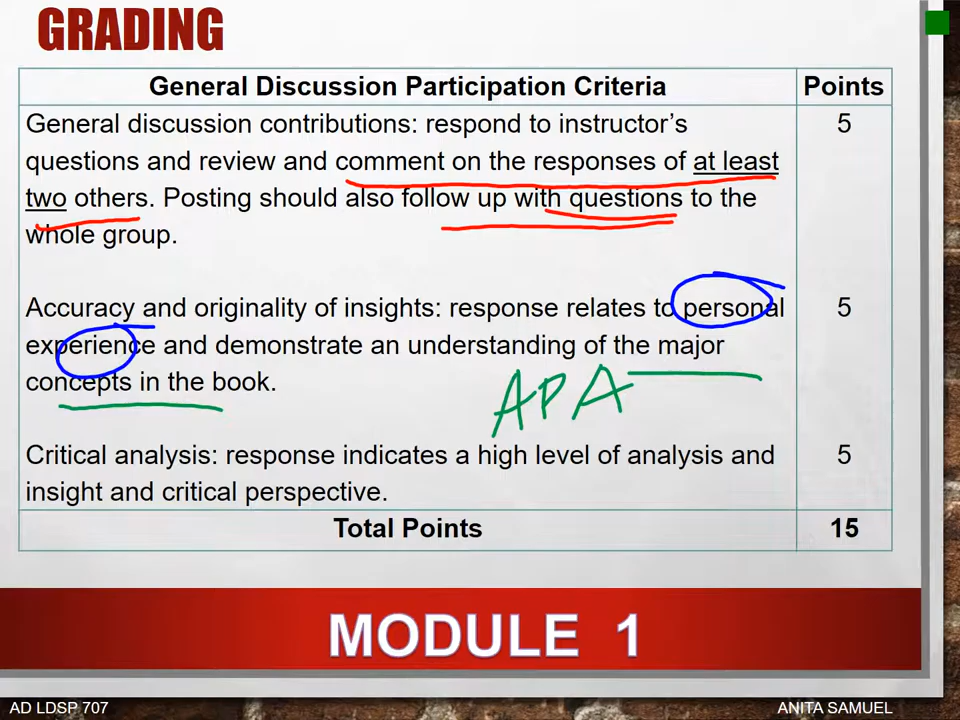 GRADING
General Discussion Participation Criteria Points
General discussion contributions: respond to instructor’s 5
questions and review and comment on the responses of at least
two others. Posting should also follow up with questions to the
whole group.
Accuracy and originality of insights: response relates to personal 5
experience and demonstrate an understanding of the major
concepts in the book.
APA
Critical analysis: response indicates a high level of analysis and 5
insight and critical perspective.
Total Points 15
MODULE 1
AD LDSP 707 ANITA SAMUEL